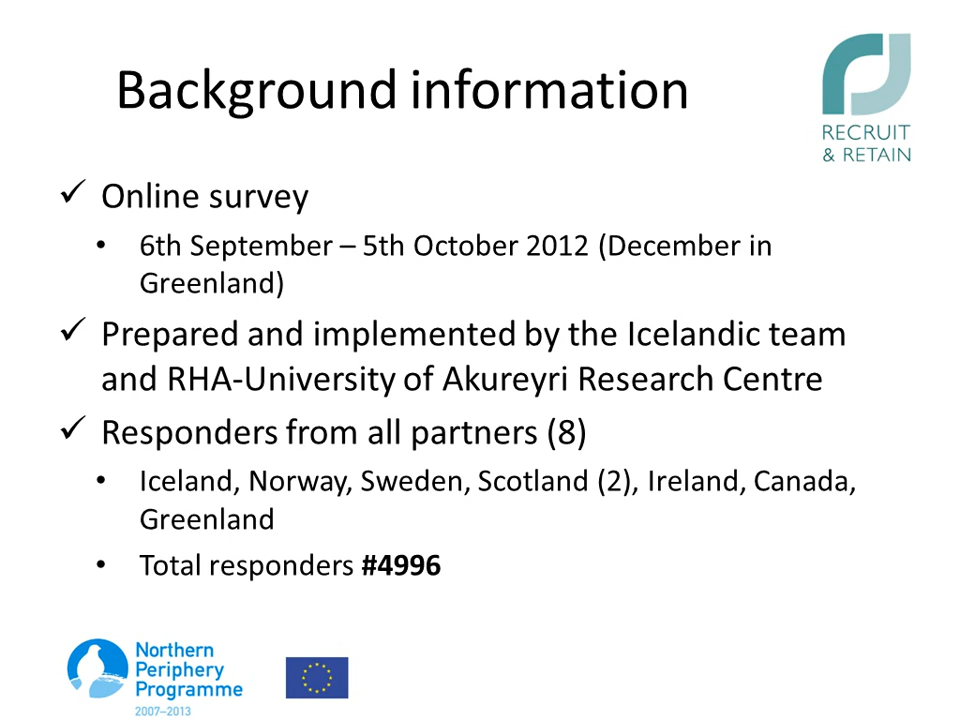 Background information
RECRUIT
& RETAIN
✓ Online survey
• 6th September – 5th October 2012 (December in
Greenland)
✓ Prepared and implemented by the Icelandic team
and RHA-University of Akureyri Research Centre
✓ Responders from all partners (8)
• Iceland, Norway, Sweden, Scotland (2), Ireland, Canada,
Greenland
• Total responders #4996
Northern
Periphery
Programme
2007–2013